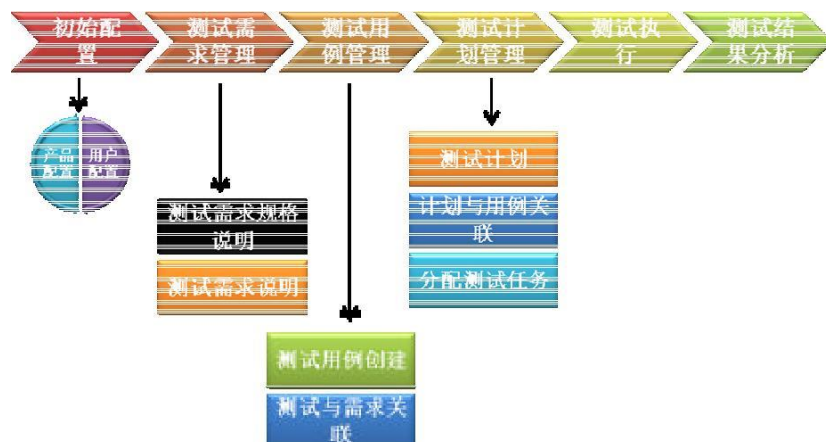 初始配
置
测试需
求管理
测试用
例管理
测试计
划管理
测试执
行
测试结
果分析
产品
配置
用户
配置
测试需求规格
说明
测试需求说明
测试用例创建
测试与需求关
联
测试计划
计划与用例关
联
分配测试任务